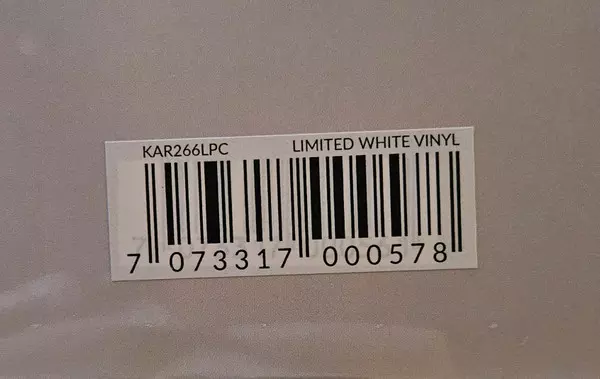 KAR266LPC LIMITED WHITE VINYL
7 073317 000578